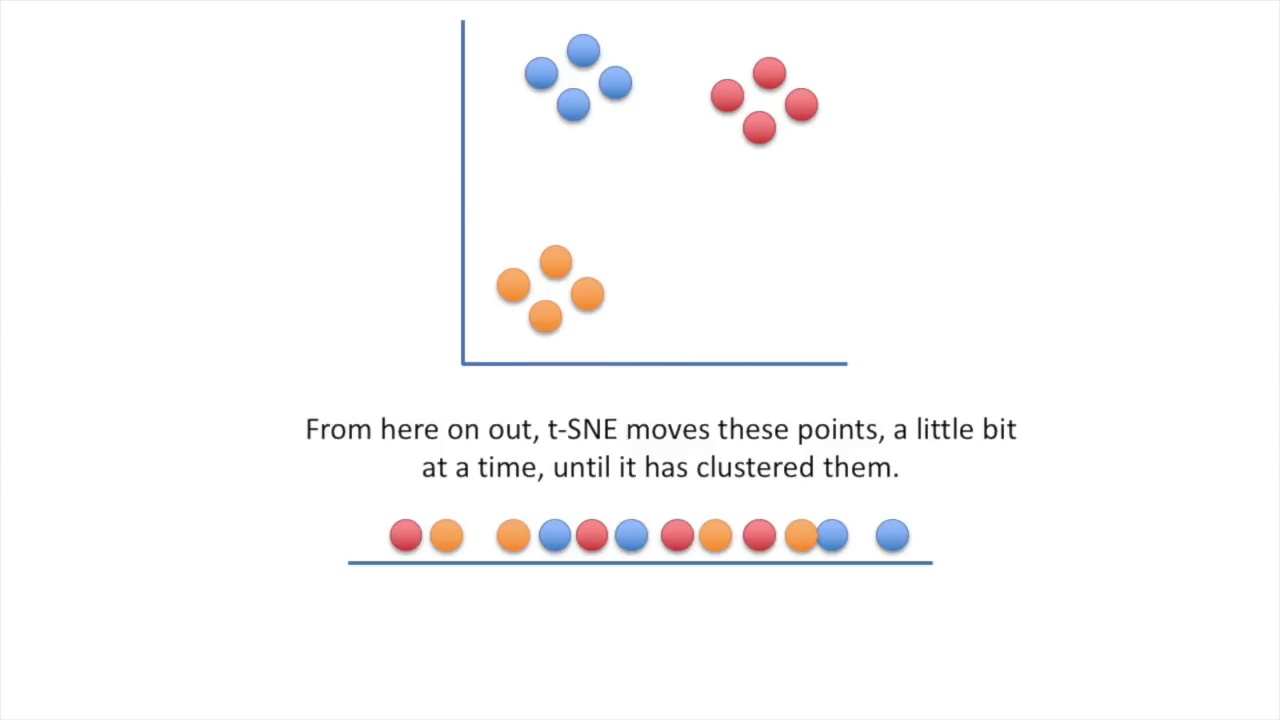 From here on out, t-SNE moves these points, a little bit
at a time, until it has clustered them.